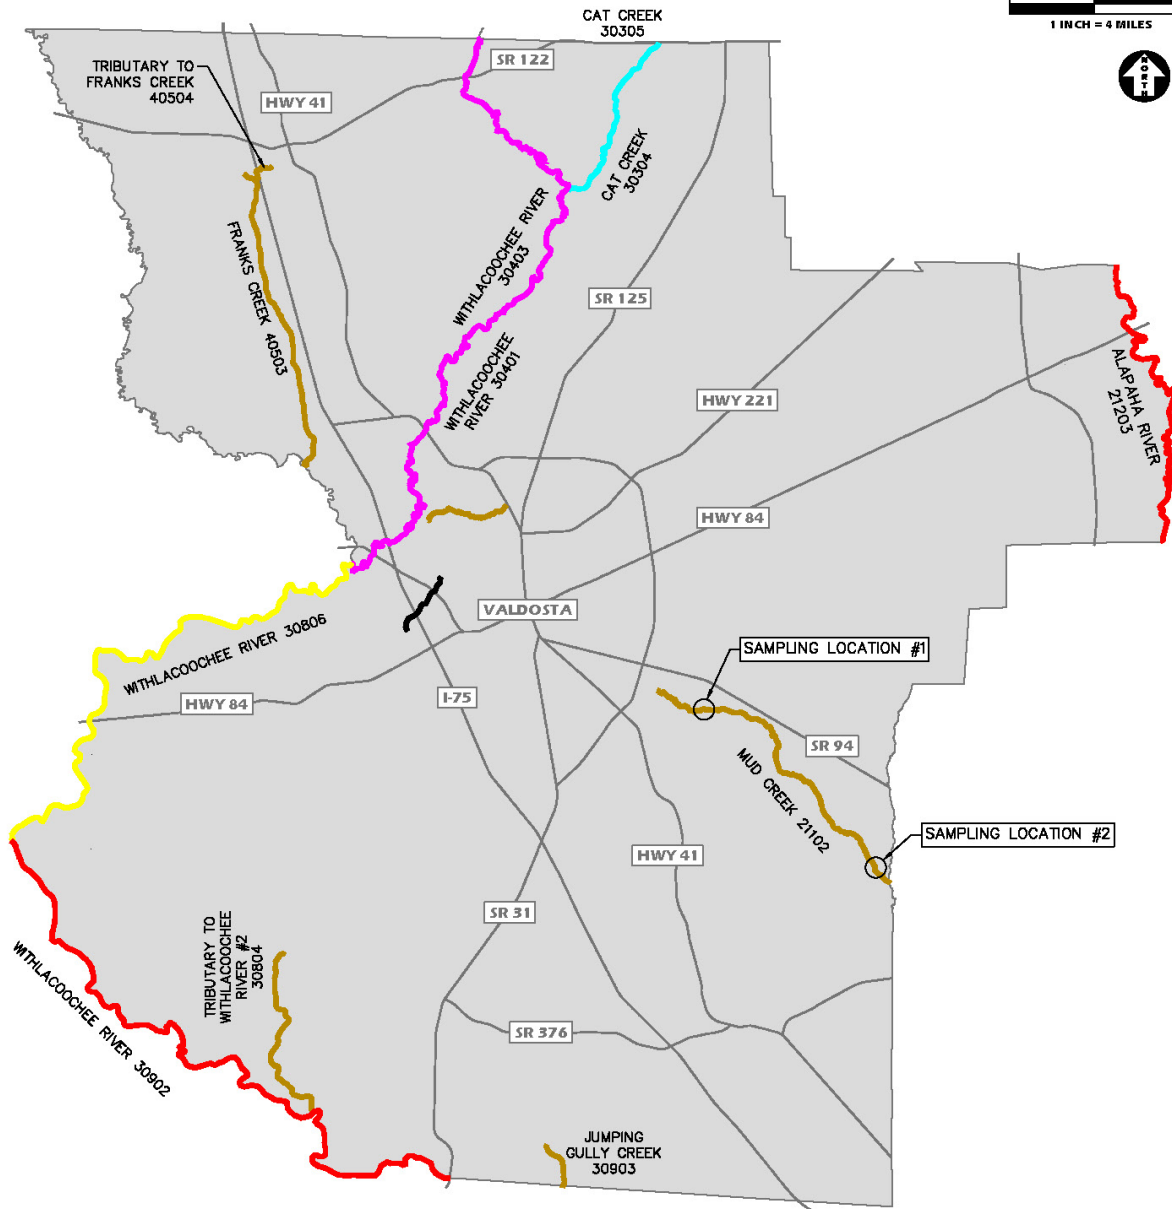 CAT CREEK
30305
1 INCH = 4 MILES
NORTH
TRIBUTARY TO
FRANKS CREEK
40504
SR 122
HWY 41
CAT CREEK
30304
WITHLACOOCHEE RIVER
30403
FRANKS CREEK 40503
SR 125
WITHLACOOCHEE
RIVER 30401
ALAPAHA RIVER
21203
HWY 221
HWY 84
VALDOSTA
WITHLACOOCHEE RIVER 30806
SAMPLING LOCATION #1
HWY 84
I-75
SR 94
MUD CREEK 21102
SAMPLING LOCATION #2
HWY 41
SR 31
TRIBUTARY TO
WITHLACOOCHEE
RIVER #2
30804
WITHLACOOCHEE RIVER 30902
SR 376
JUMPING
GULLY CREEK
30903